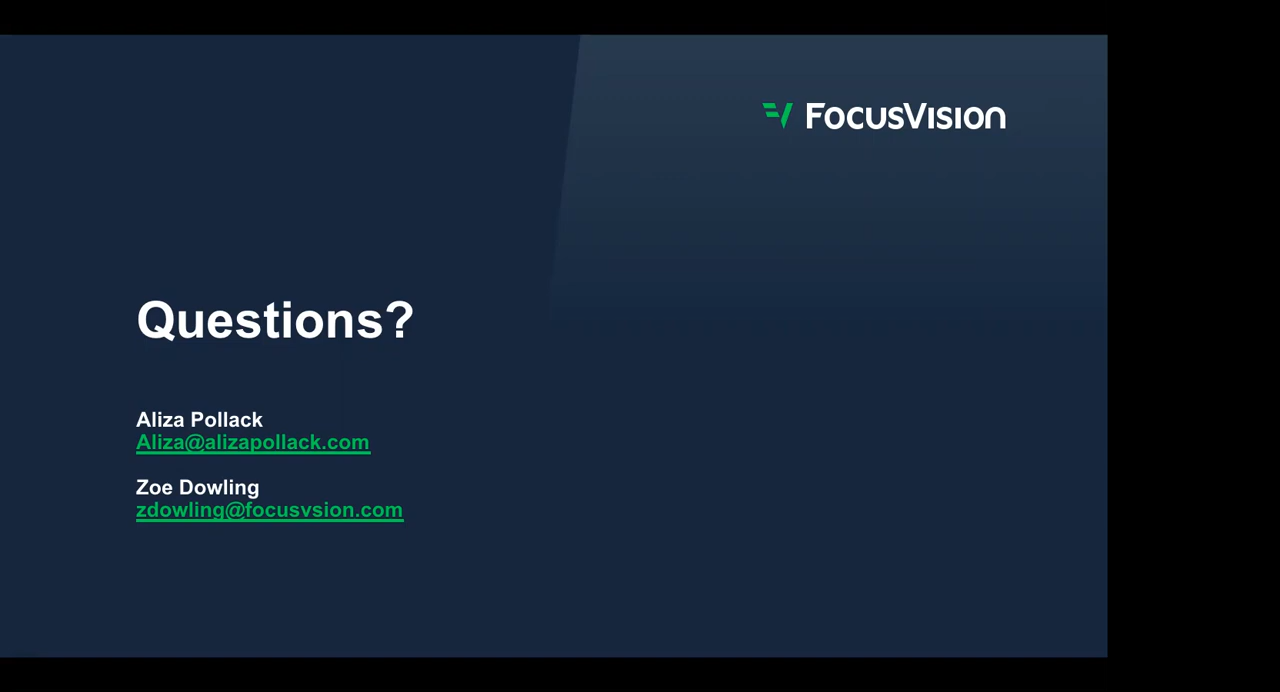 FocusVision
Questions?
Aliza Pollack
Aliza@alizapollack.com
Zoe Dowling
zdowling@focusvsion.com